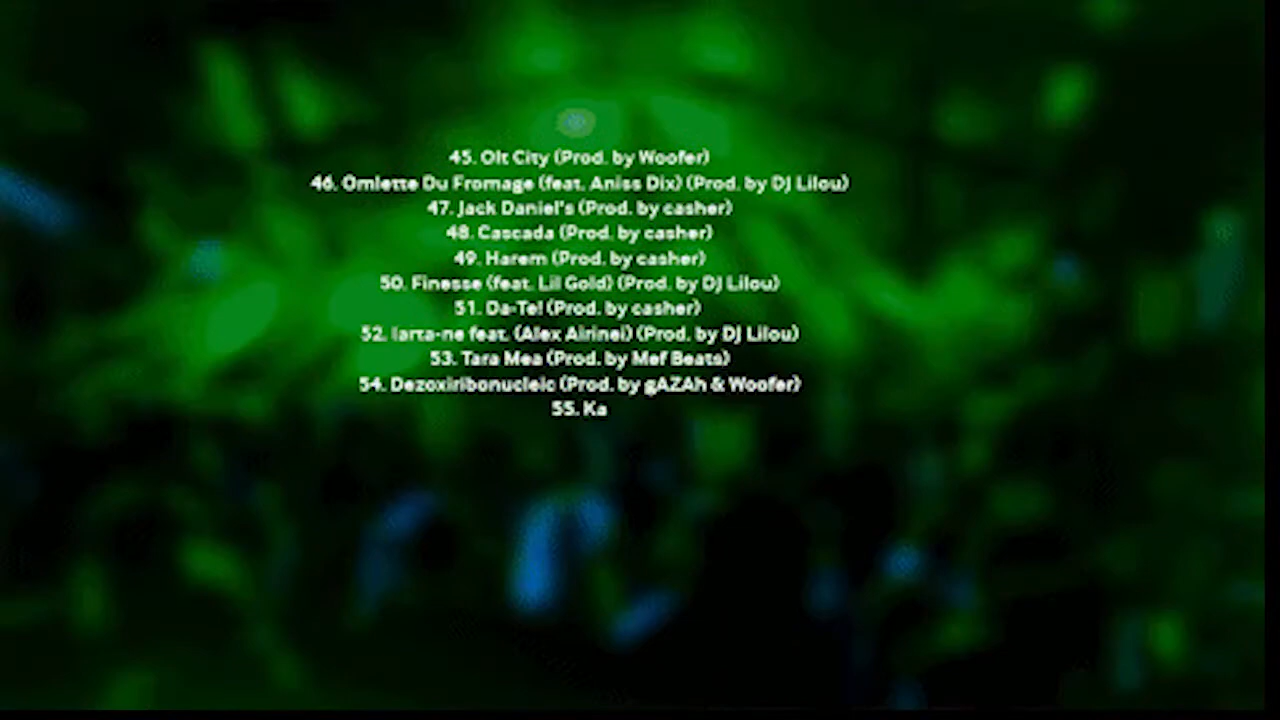 45. Olt City (Prod. by Woofer)
46. Omlette Du Fromage (feat. Aniss Dix) (Prod. by DJ Lilou)
47. Jack Daniel's (Prod. by casher)
48. Cascada (Prod. by casher)
49. Harem (Prod. by casher)
50. Finesse (feat. Lil Gold) (Prod. by DJ Lilou)
51. Da-Te! (Prod. by casher)
52. Iarta-ne feat. (Alex Airinei) (Prod. by DJ Lilou)
53. Tara Mea (Prod. by Mef Beats)
54. Dezoxiribonucleic (Prod. by gAZAh & Woofer)
55. Ka